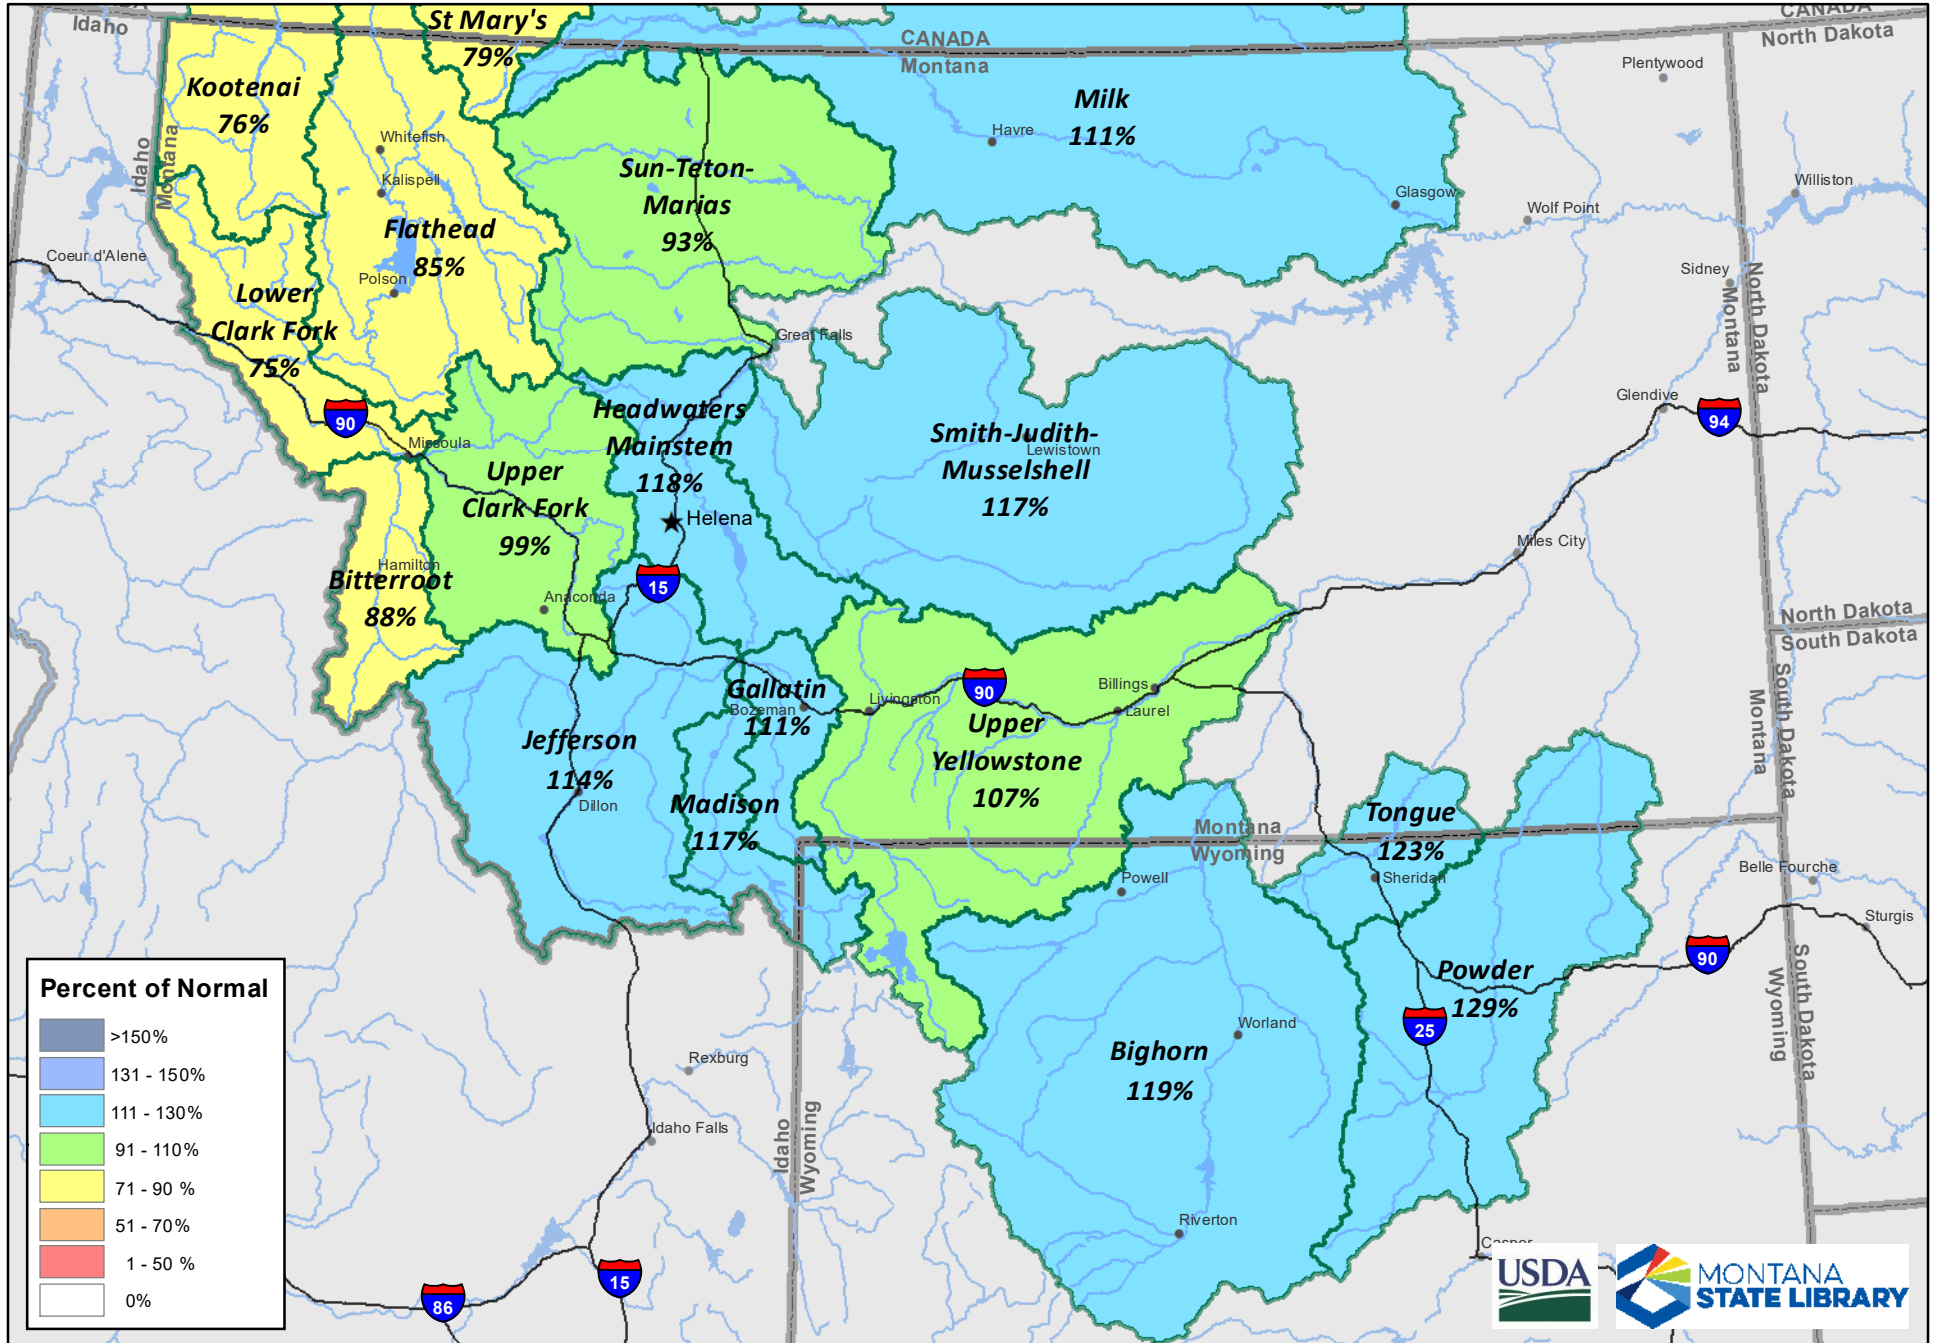 CANADA
Idaho
St Mary's
79%
CANADA
Montana
CANADA
North Dakota
Plentywood
Kootenai
76%
Milk
111%
Havre
Whitefish
Idaho
Montana
Kalispell
Sun-Teton-
Marias
93%
Glasgow
Wolf Point
Williston
Flathead
85%
Coeur d'Alene
Polson
Sidney
Montana
North Dakota
Lower
Clark Fork
75%
Great Falls
Glendive
90
94
Missoula
Headwaters
Mainstem
118%
Helena
Smith-Judith-
Musselshell
117%
Lewistown
Upper
Clark Fork
99%
Miles City
Hamilton
Bitterroot
88%
Anaconda
15
North Dakota
South Dakota
Gallatin
111%
Bozeman
Livingston
90
Billings
Laurel
Montana
South Dakota
Upper
Yellowstone
107%
Jefferson
114%
Dillon
Madison
117%
Montana
Wyoming
Tongue
123%
Sheridan
Powell
Belle Fourche
Sturgis
90
Powder
129%
25
Worland
Bighorn
119%
Wyoming
South Dakota
Rexburg
Idaho Falls
Idaho
Wyoming
Riverton
Casper
15
86
Percent of Normal
>150%
131 - 150%
111 - 130%
91 - 110%
71 - 90 %
51 - 70%
1 - 50 %
0%
USDA
MONTANA
STATE LIBRARY